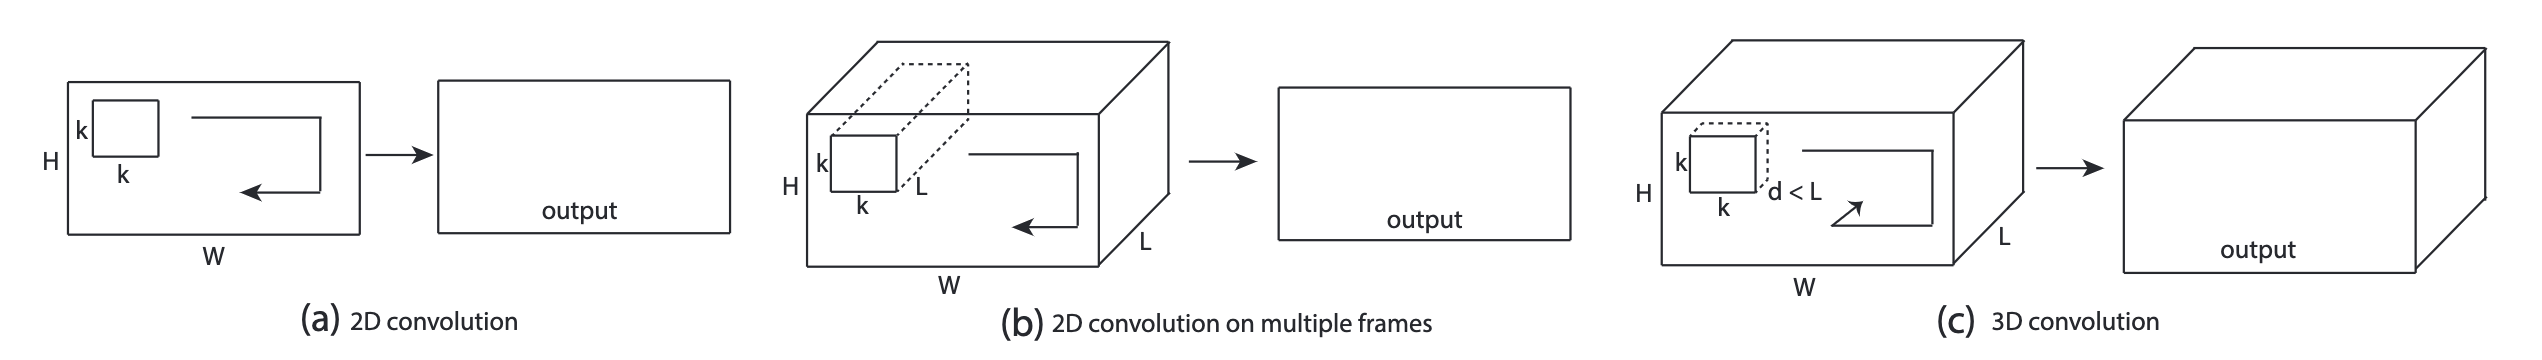 k
k
H
W
output
(a) 2D convolution
k
k
L
H
W
L
output
(b) 2D convolution on multiple frames
k
k
d < L
H
W
L
output
(c) 3D convolution